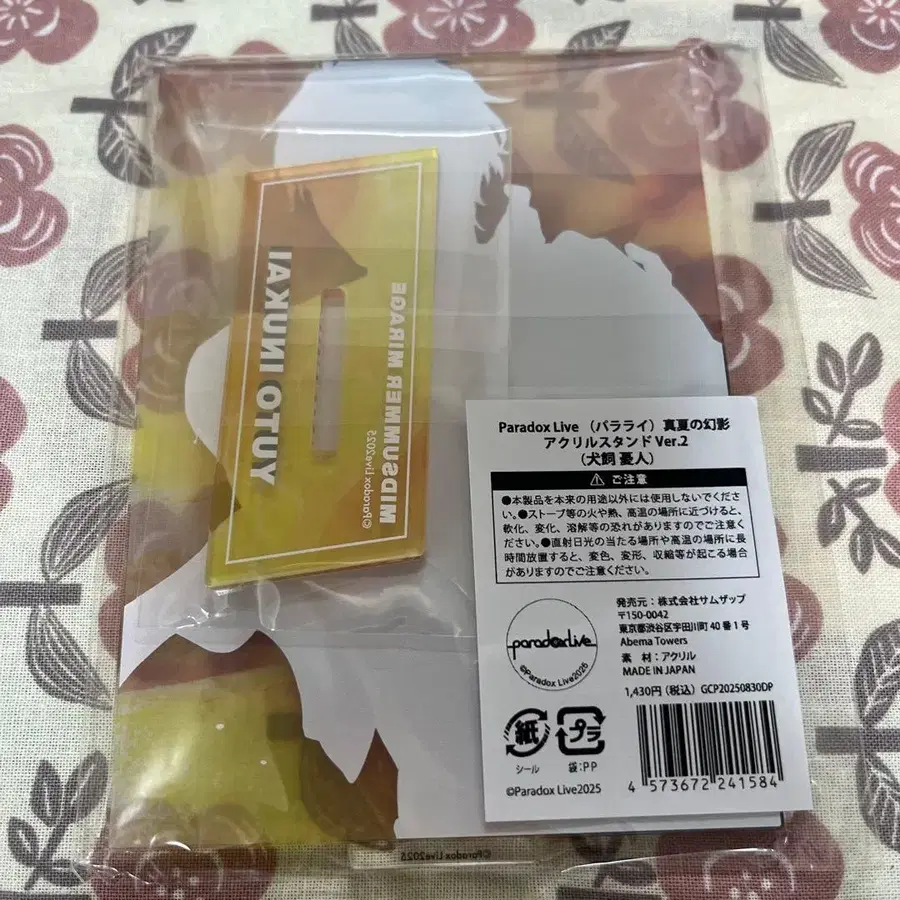 YUTO INUKAI
MIDSUMMER MIRAGE
©Paradox Live2025
Paradox Live (パラライ) 真夏の幻影
アクリルスタンド Ver.2
(犬飼 憂人)
⚠ ご注意
●本製品を本来の用途以外には使用しないでくださ
い。●ストーブ等の火や熱、高温の場所に近づけると、
軟化、変化、溶解等の恐れがありますのでご注意く
ださい。●直射日光の当たる場所や高温の場所に長
時間放置すると、変色、変形、収縮等が起こる場合
がありますのでご注意ください。
paradoxlive
©Paradox Live2026
発売元:株式会社サムザップ
〒150-0042
東京都渋谷区宇田川町 40 番 1 号
Abema Towers
素 材:アクリル
MADE IN JAPAN
1,430円(税込) GCP20250830DP
紙
シール
プラ
袋:PP
©Paradox Live2025
4 573672 241584
©Paradox Live2025